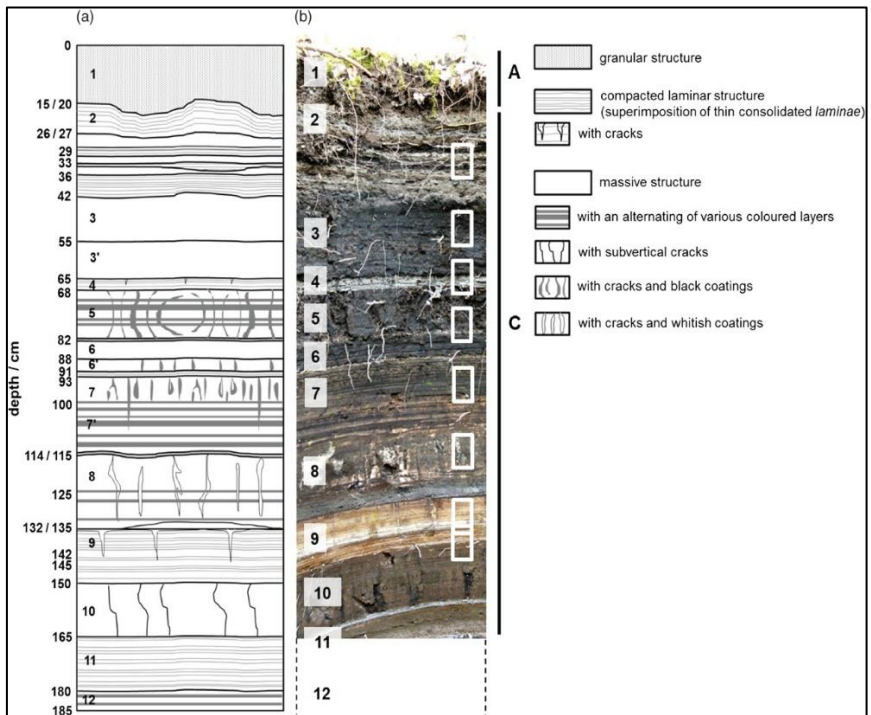 (a)
(b)
depth / cm
0
15 / 20
26 / 27
29
33
36
42
55
65
68
82
88
91
93
100
114 / 115
125
132 / 135
142
145
150
165
180
185
1
2
3
3'
4
5
6
6'
7
7'
8
9
10
11
12
1
2
3
4
5
6
7
8
9
10
11
12
A
C
granular structure
compacted laminar structure
(superimposition of thin consolidated laminae)
with cracks
massive structure
with an alternating of various coloured layers
with subvertical cracks
with cracks and black coatings
with cracks and whitish coatings